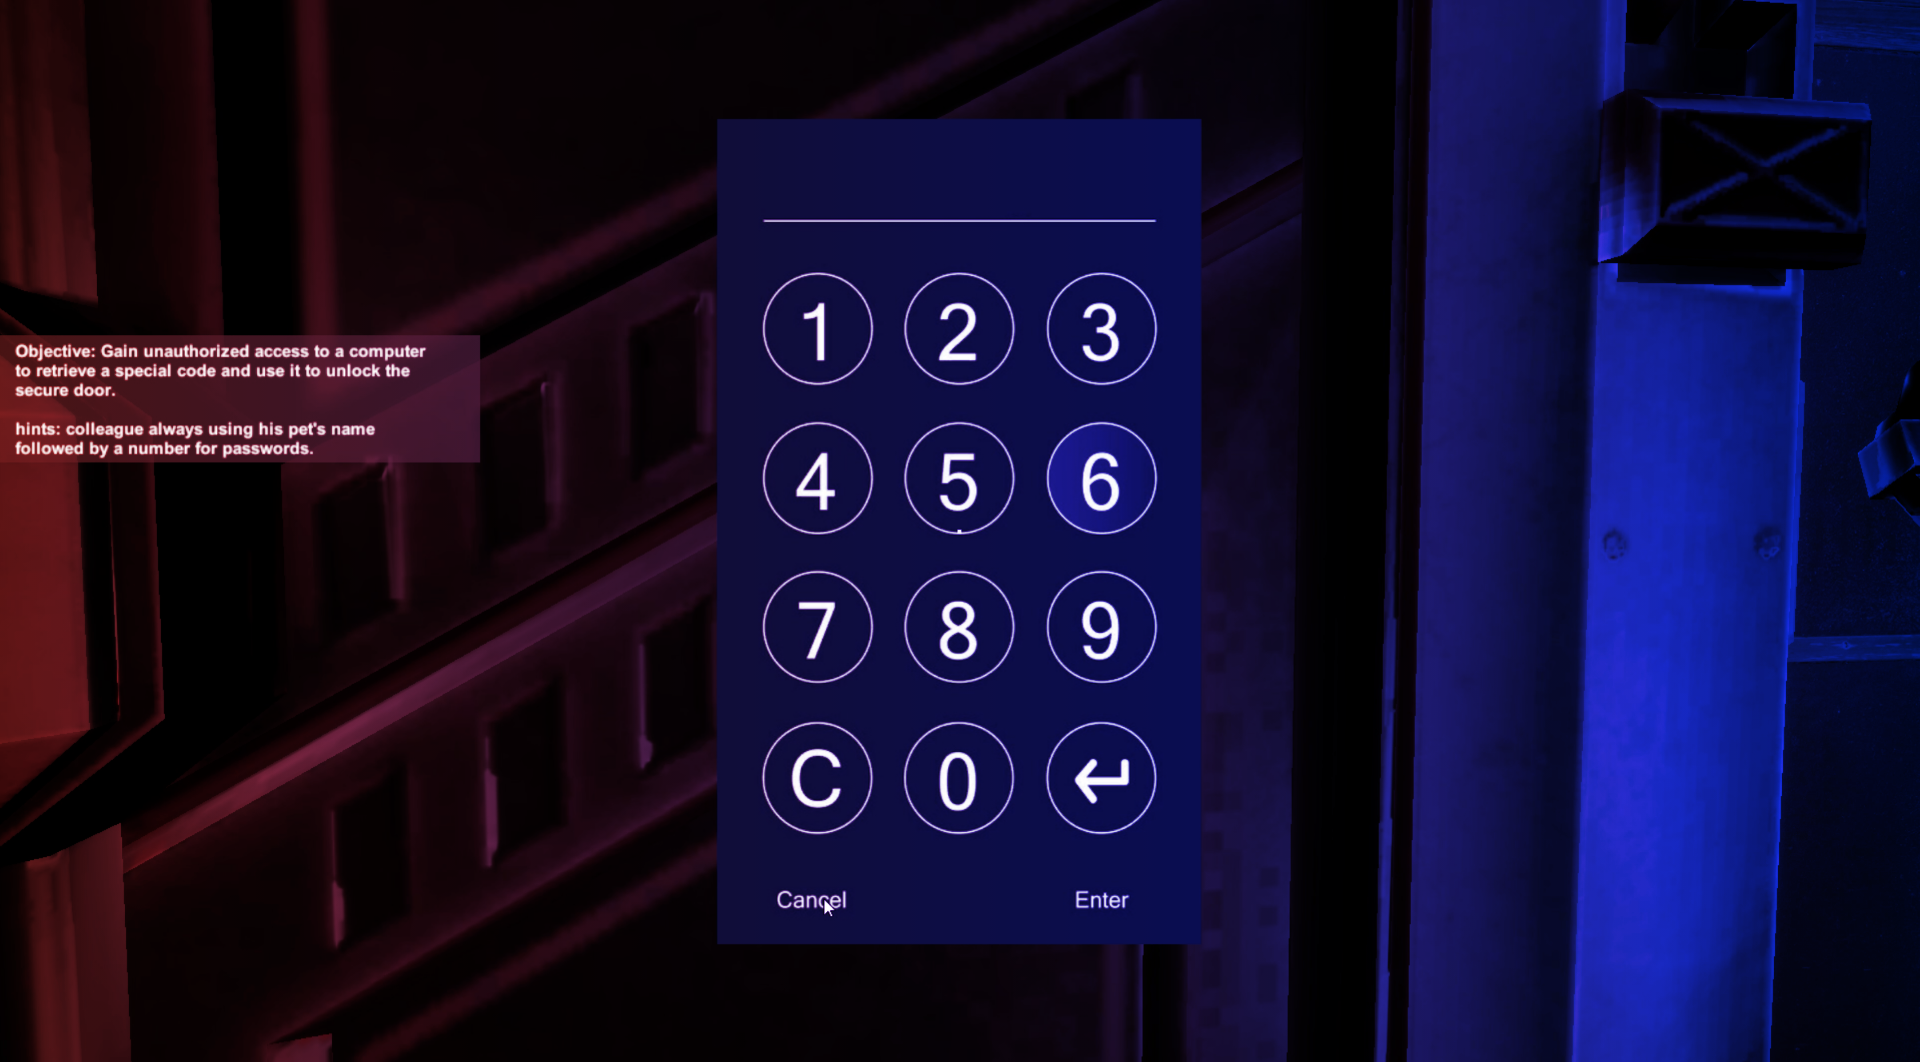 Objective: Gain unauthorized access to a computer
to retrieve a special code and use it to unlock the
secure door.
hints: colleague always using his pet's name
followed by a number for passwords.
1 2 3
4 5 6
7 8 9
C 0
Cancel Enter